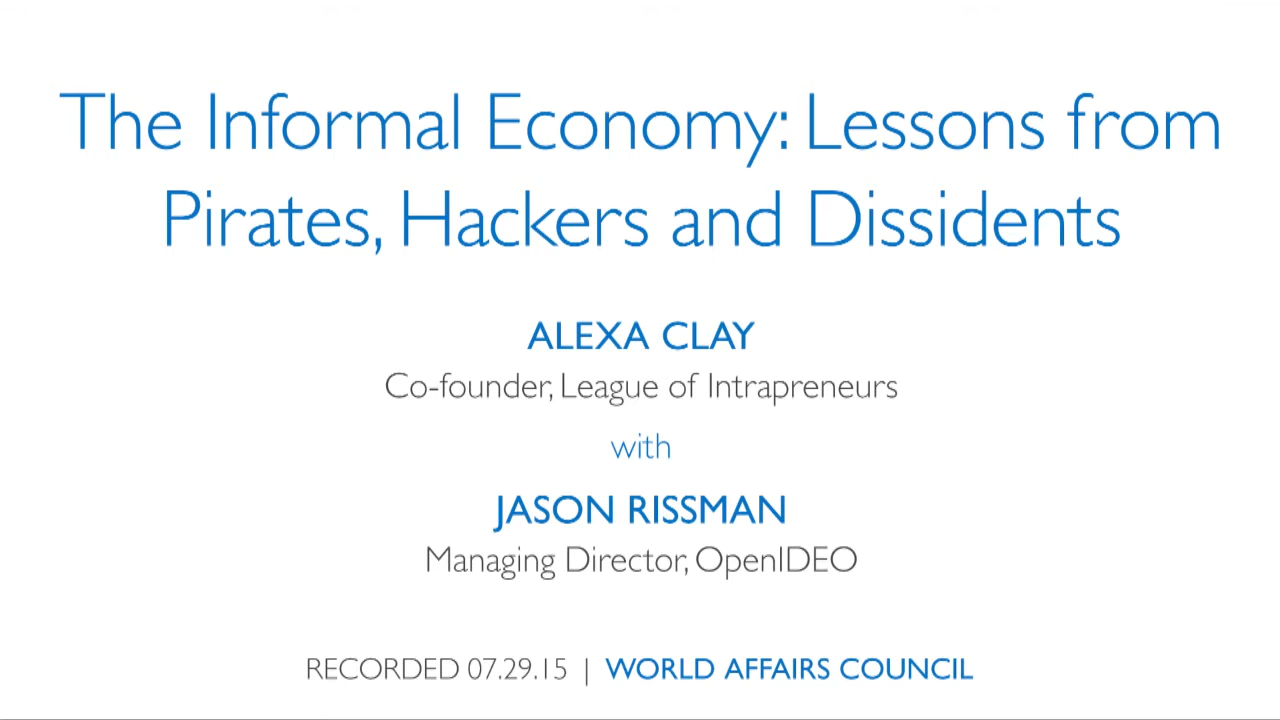 The Informal Economy: Lessons from
Pirates, Hackers and Dissidents
ALEXA CLAY
Co-founder, League of Intrapreneurs
with
JASON RISSMAN
Managing Director, OpenIDEO
RECORDED 07.29.15 | WORLD AFFAIRS COUNCIL